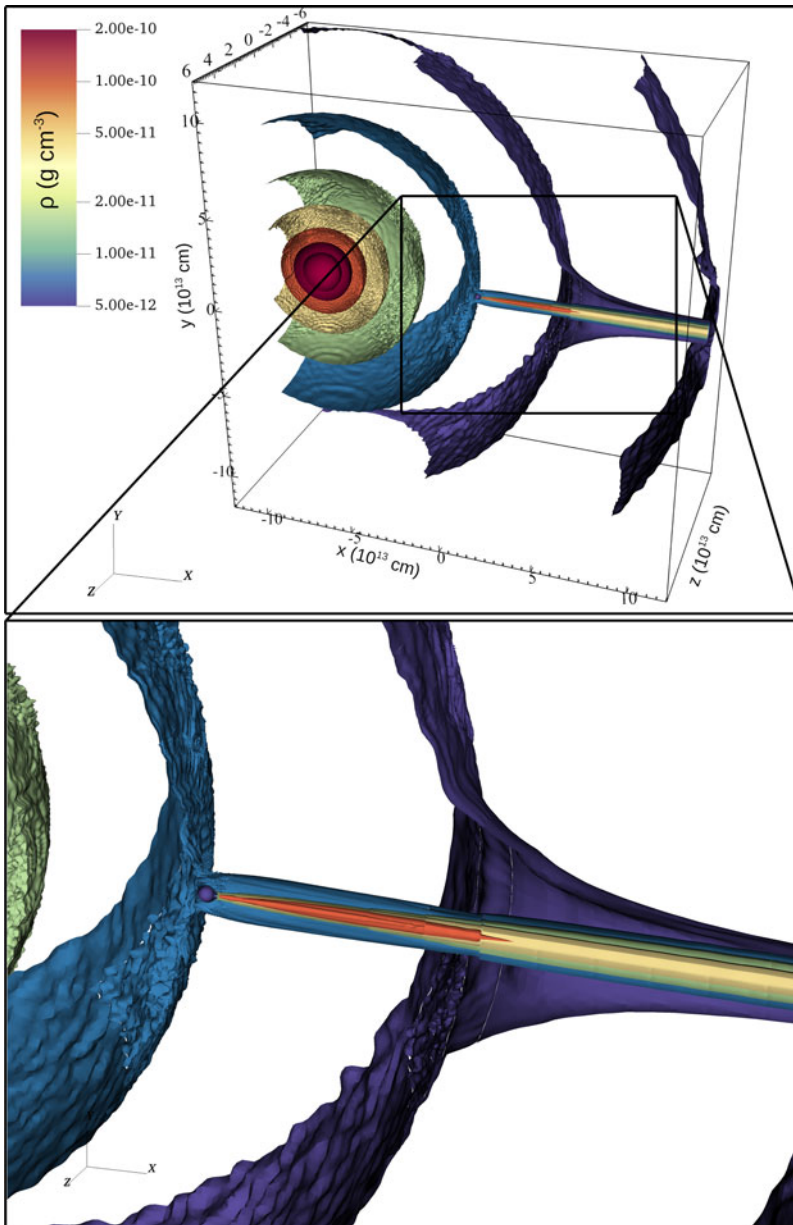 2.00e-10
1.00e-10
5.00e-11
2.00e-11
1.00e-11
5.00e-12
ρ (g cm⁻³)
6 4 2 0 -2 -4 -6
10
5
0
-5
-10
y (10¹³ cm)
-10 -5 0 5 10
x (10¹³ cm)
z (10¹³ cm)
Y
Z X
Z X